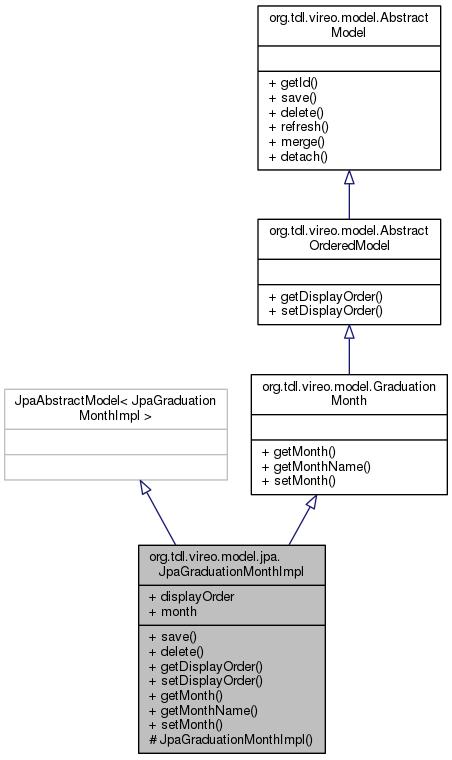 org.tdl.vireo.model.Abstract
Model
+ getId()
+ save()
+ delete()
+ refresh()
+ merge()
+ detach()
org.tdl.vireo.model.Abstract
OrderedModel
+ getDisplayOrder()
+ setDisplayOrder()
JpaAbstractModel< JpaGraduation
MonthImpl >
org.tdl.vireo.model.Graduation
Month
+ getMonth()
+ getMonthName()
+ setMonth()
org.tdl.vireo.model.jpa.
JpaGraduationMonthImpl
+ displayOrder
+ month
+ save()
+ delete()
+ getDisplayOrder()
+ setDisplayOrder()
+ getMonth()
+ getMonthName()
+ setMonth()
# JpaGraduationMonthImpl()